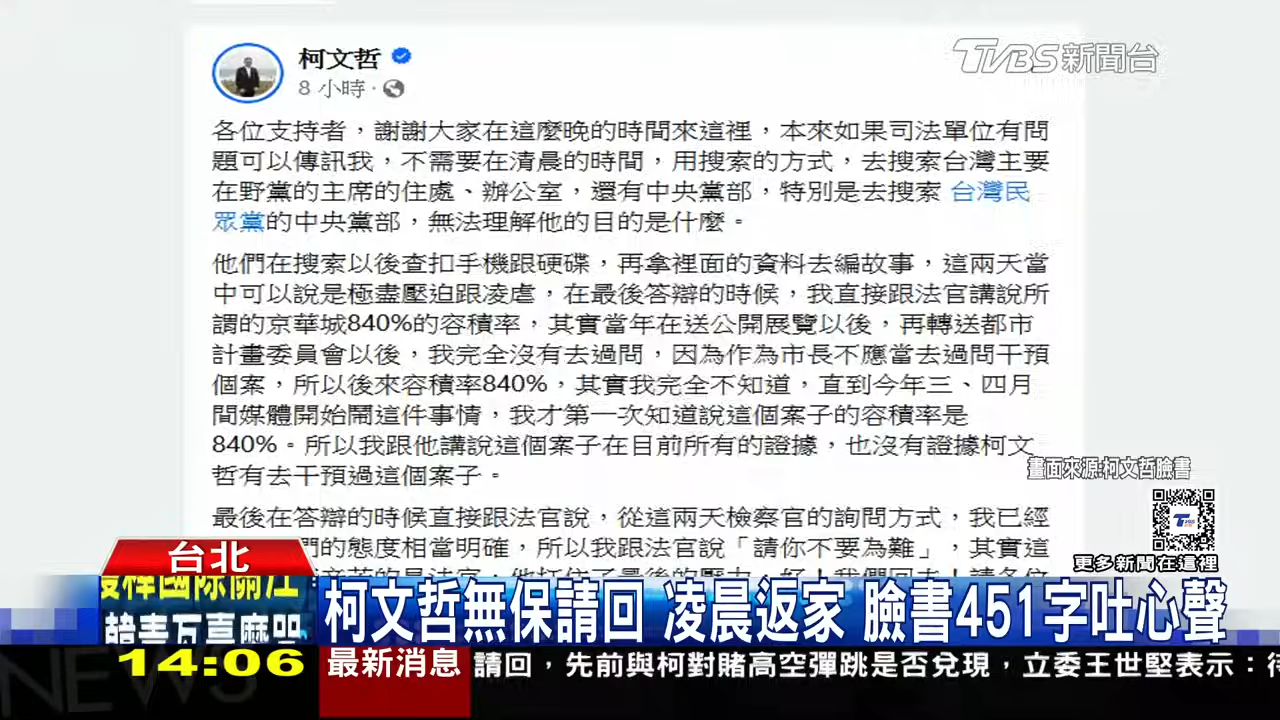 柯文哲
8 小時
TVBS新聞台
各位支持者，謝謝大家在這麼晚的時間來這裡，本來如果司法單位有問
題可以傳訊我，不需要在清晨的時間，用搜索的方式，去搜索台灣主要
在野黨的主席的住處、辦公室，還有中央黨部，特別是去搜索 台灣民
眾黨的中央黨部，無法理解他的目的是什麼。
他們在搜索以後查扣手機跟硬碟，再拿裡面的資料去編故事，這兩天當
中可以說是極盡壓迫跟凌虐，在最後答辯的時候，我直接跟法官講說所
謂的京華城840%的容積率，其實當年在送公開展覽以後，再轉送都市
計畫委員會以後，我完全沒有去過問，因為作為市長不應當去過問干預
個案，所以後來容積率840%，其實我完全不知道，直到今年三、四月
間媒體開始鬧這件事情，我才第一次知道說這個案子的容積率是
840%。所以我跟他講說這個案子在目前所有的證據，也沒有證據柯文
哲有去干預過這個案子。
畫面來源:柯文哲臉書
最後在答辯的時候直接跟法官說，從這兩天檢察官的詢問方式，我已經
們的態度相當明確，所以我跟法官說「請你不要為難」，其實這
更多新聞在這裡
台北
柯文哲無保請回 凌晨返家 臉書451字吐心聲
14:06
最新消息 請回，先前與柯對賭高空彈跳是否兌現，立委王世堅表示：待
NEWS